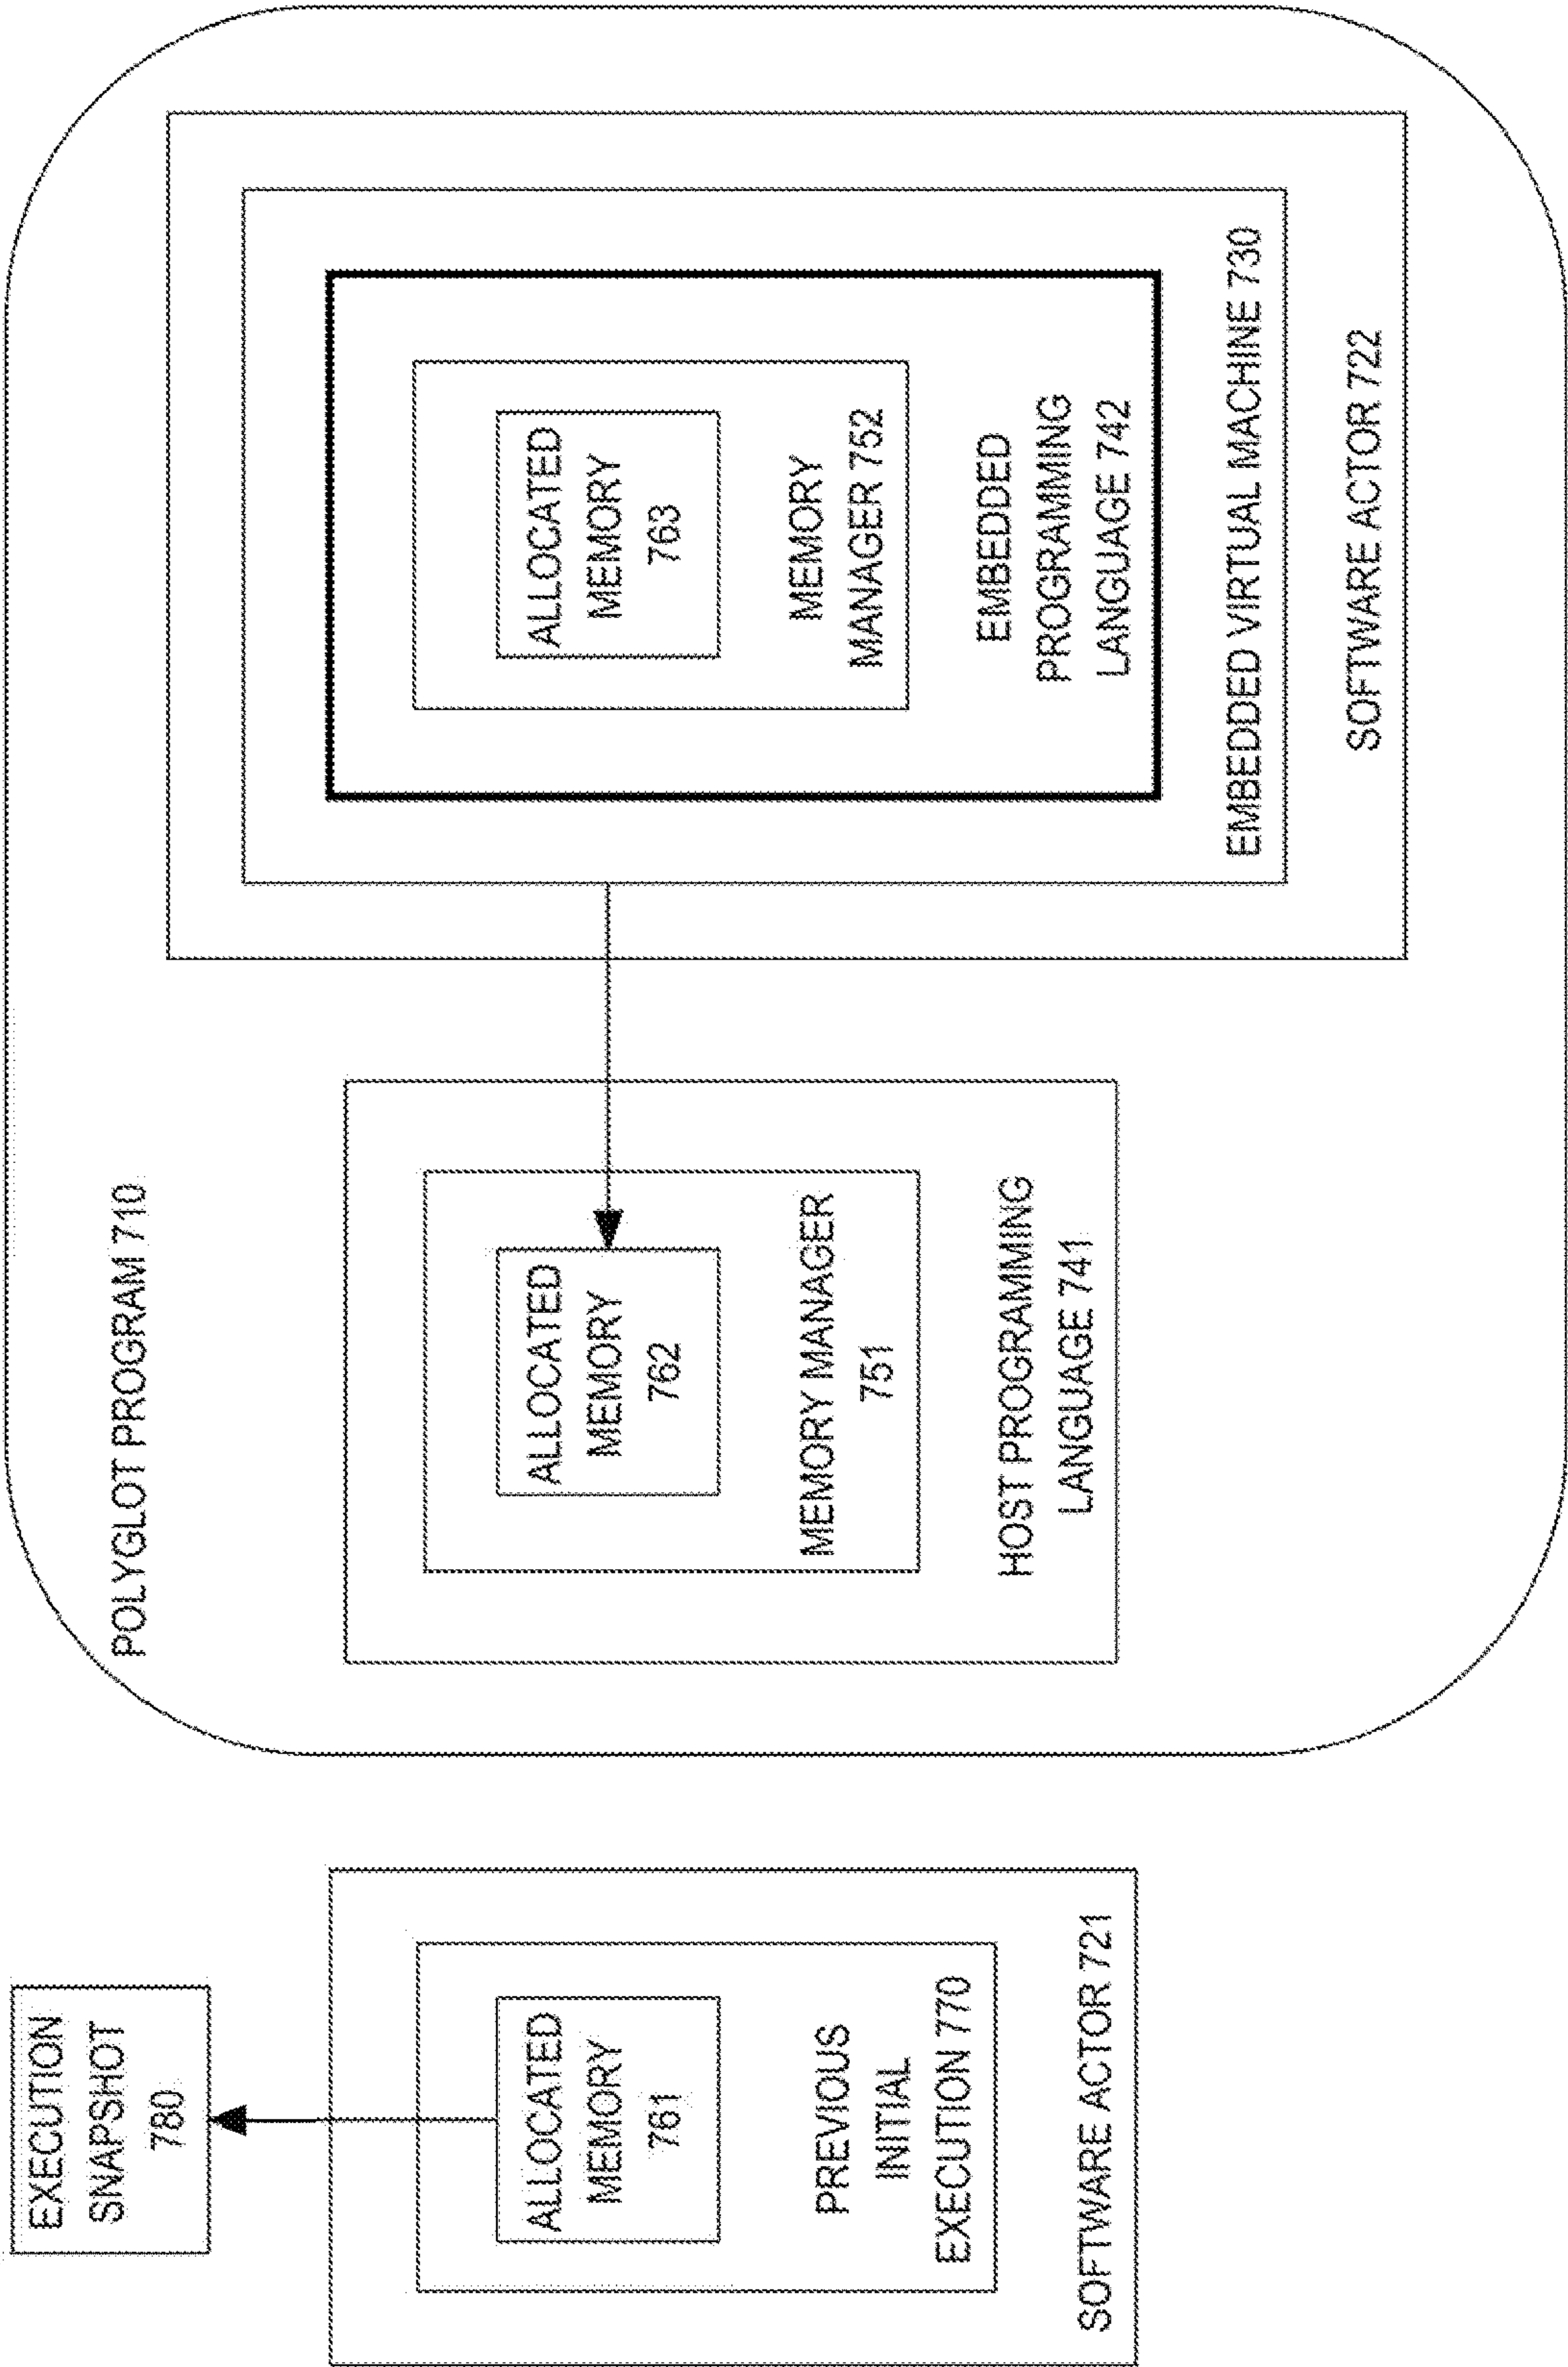 EXECUTION
SNAPSHOT
780
ALLOCATED
MEMORY
761
PREVIOUS
INITIAL
EXECUTION 770
SOFTWARE ACTOR 721
POLYGLOT PROGRAM 710
ALLOCATED
MEMORY
762
MEMORY MANAGER
751
HOST PROGRAMMING
LANGUAGE 741
ALLOCATED
MEMORY
763
MEMORY
MANAGER 752
EMBEDDED
PROGRAMMING
LANGUAGE 742
EMBEDDED VIRTUAL MACHINE 730
SOFTWARE ACTOR 722